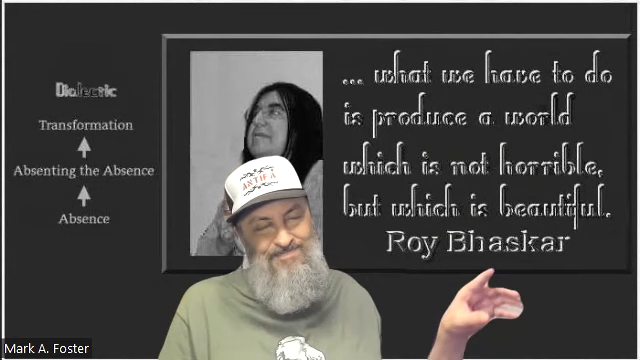 Dialectic
Transformation
Absenting the Absence
Absence
... what we have to do
is produce a world
which is not horrible,
but which is beautiful.
Roy Bhaskar
ANTIFA
Mark A. Foster